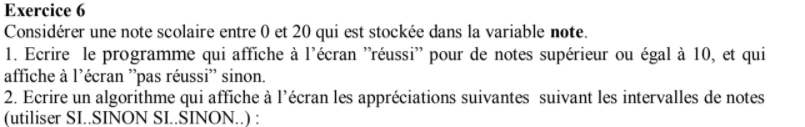 Exercice 6
Considérer une note scolaire entre 0 et 20 qui est stockée dans la variable note.
1. Ecrire le programme qui affiche à l'écran ”réussi” pour de notes supérieur ou égal à 10, et qui
affiche à l'écran ”pas réussi” sinon.
2. Ecrire un algorithme qui affiche à l'écran les appréciations suivantes suivant les intervalles de notes
(utiliser SI..SINON SI..SINON..) :